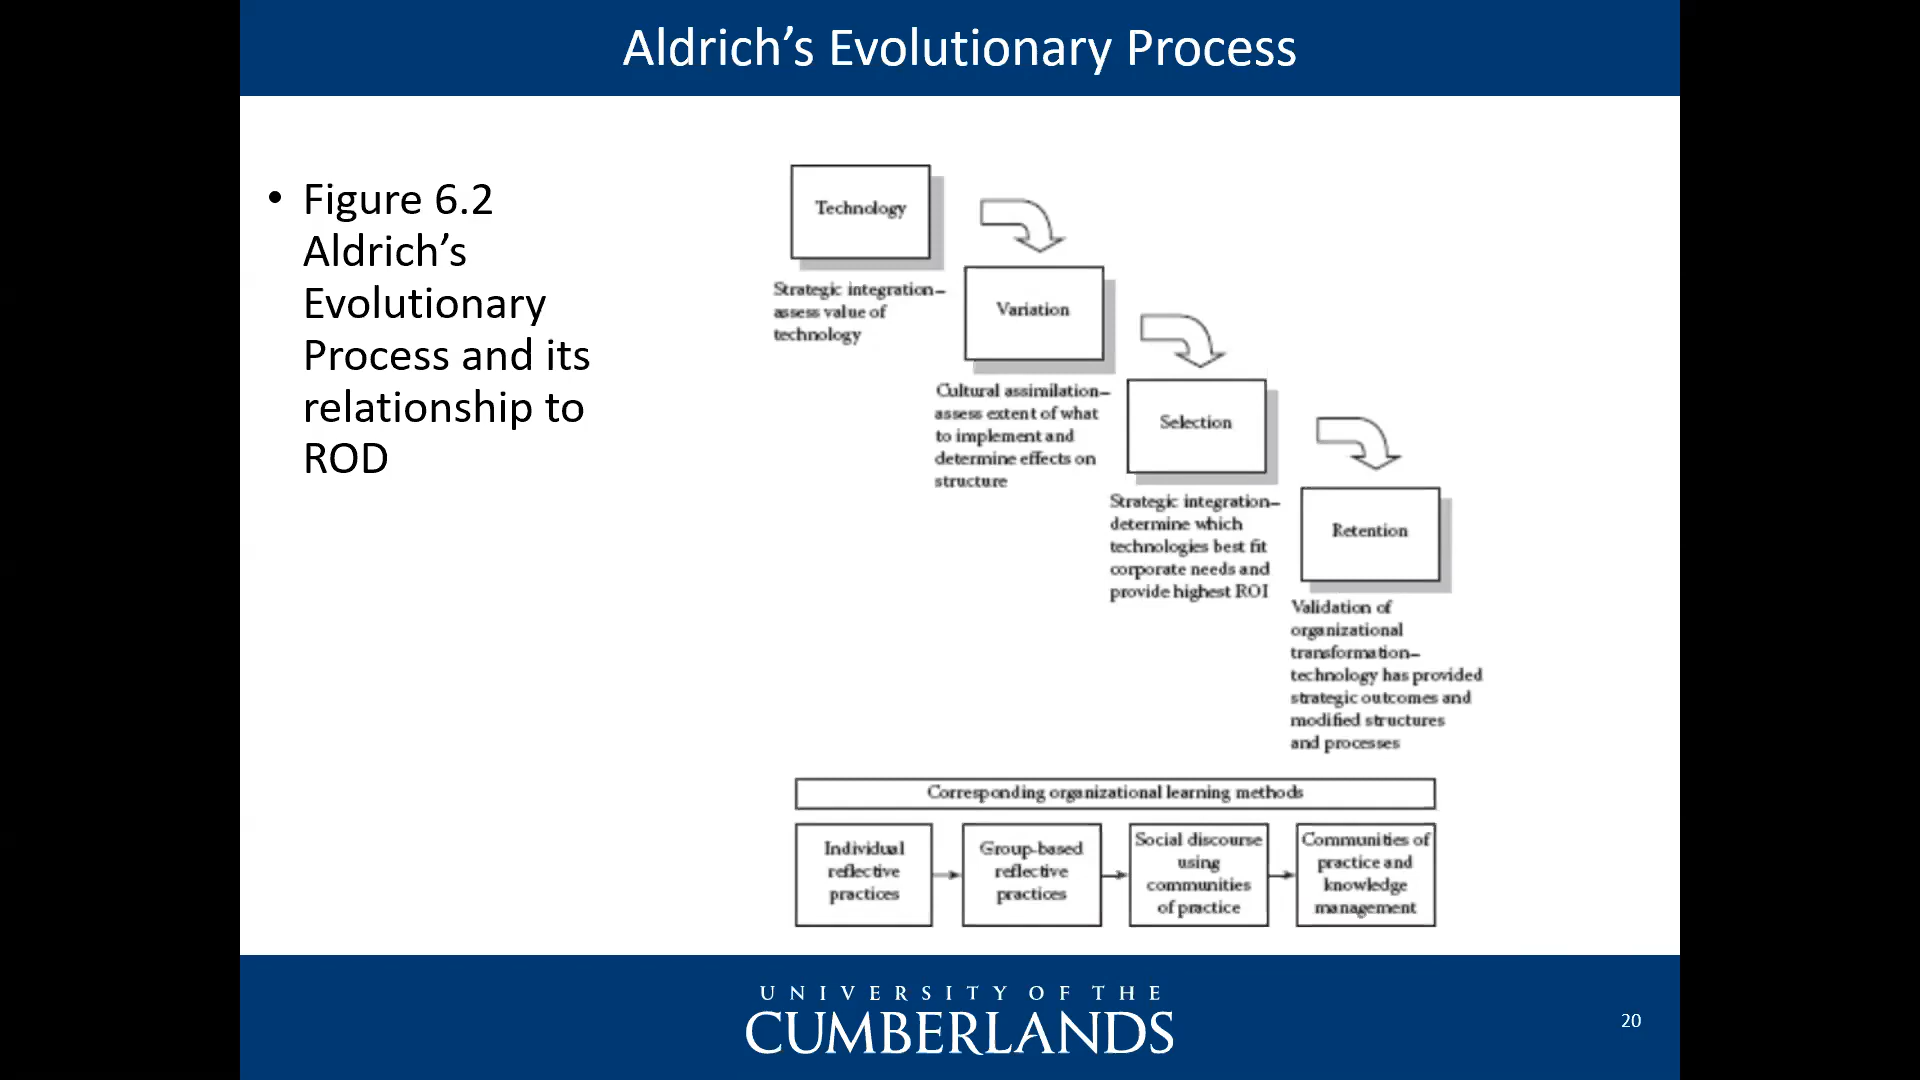 Aldrich’s Evolutionary Process
• Figure 6.2
Aldrich’s
Evolutionary
Process and its
relationship to
ROD
Technology
Strategic integration–
assess value of
technology
Variation
Cultural assimilation–
assess extent of what
to implement and
determine effects on
structure
Selection
Strategic integration–
determine which
technologies best fit
corporate needs and
provide highest ROI
Retention
Validation of
organizational
transformation–
technology has provided
strategic outcomes and
modified structures
and processes
Corresponding organizational learning methods
Individual
reflective
practices
Group-based
reflective
practices
Social discourse
using
communities
of practice
Communities of
practice and
knowledge
management
UNIVERSITY OF THE
CUMBERLANDS
20